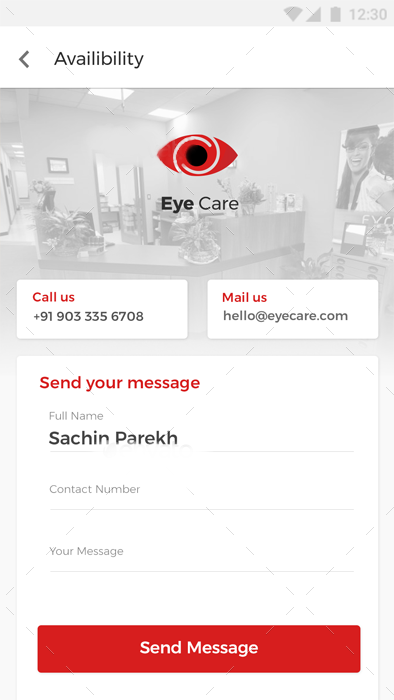 12:30
Availibility
Eye Care
Call us
+91 903 335 6708
Mail us
hello@eyecare.com
Send your message
Full Name
Sachin Parekh
Contact Number
Your Message
Send Message